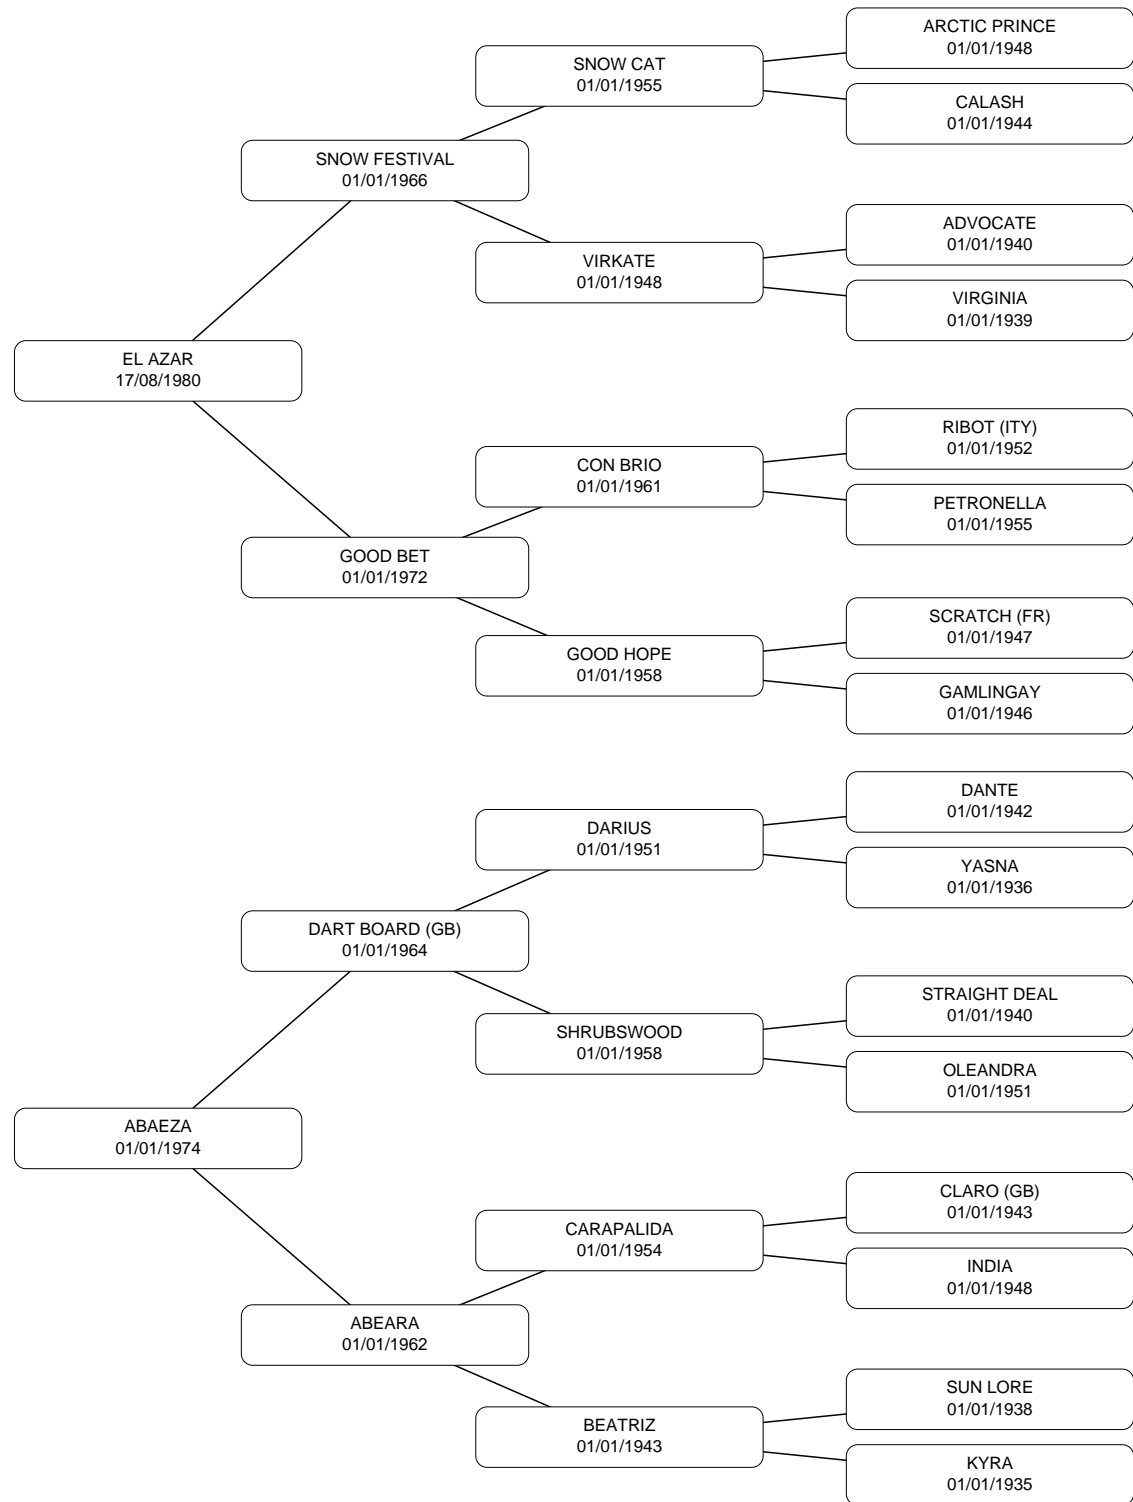 ARCTIC PRINCE
01/01/1948
SNOW CAT
01/01/1955
CALASH
01/01/1944
SNOW FESTIVAL
01/01/1966
ADVOCATE
01/01/1940
VIRKATE
01/01/1948
VIRGINIA
01/01/1939
EL AZAR
17/08/1980
RIBOT (ITY)
01/01/1952
CON BRIO
01/01/1961
PETRONELLA
01/01/1955
GOOD BET
01/01/1972
SCRATCH (FR)
01/01/1947
GOOD HOPE
01/01/1958
GAMLINGAY
01/01/1946
DANTE
01/01/1942
DARIUS
01/01/1951
YASNA
01/01/1936
DART BOARD (GB)
01/01/1964
STRAIGHT DEAL
01/01/1940
SHRUBSWOOD
01/01/1958
OLEANDRA
01/01/1951
ABAEZA
01/01/1974
CLARO (GB)
01/01/1943
CARAPALIDA
01/01/1954
INDIA
01/01/1948
ABEARA
01/01/1962
SUN LORE
01/01/1938
BEATRIZ
01/01/1943
KYRA
01/01/1935